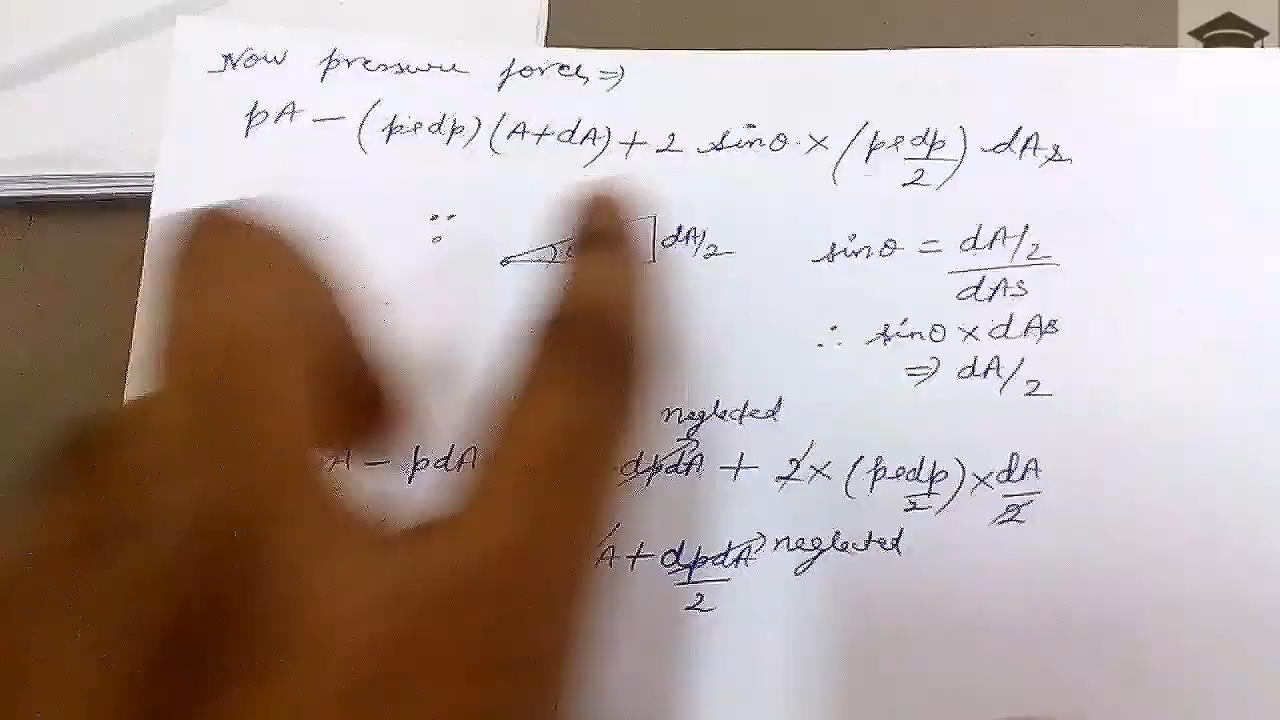 Now pressure forces ⇒
pA - (p+dp)(A+dA) + 2 sinθ × (p+dp/2) dAs
∵ dA/2 sinθ = (dA/2)/dAs
∴ sinθ × dAs
⇒ dA/2
neglected
A - pdA dpdA + 2 × (p+dp/2) × dA/2
A + dpdA/2 neglected